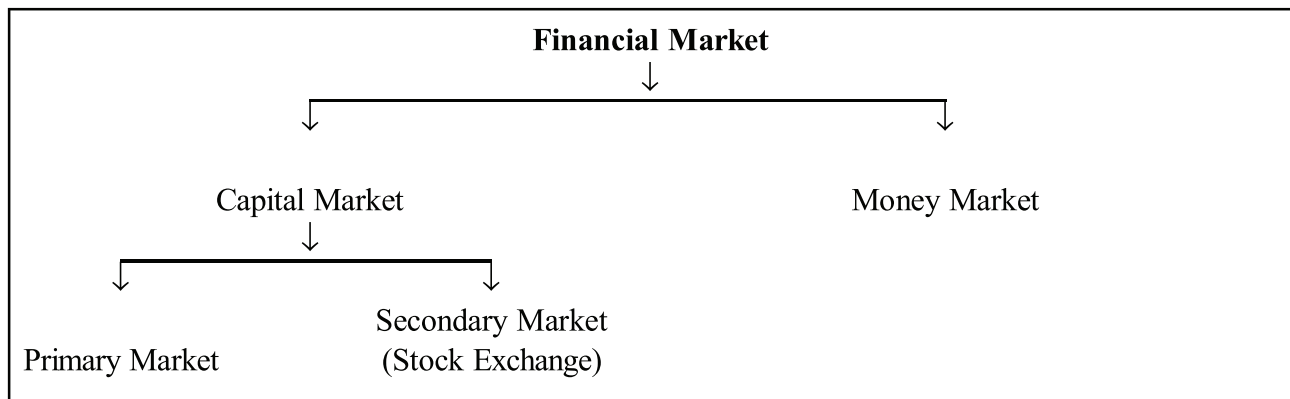 Financial Market
Capital Market
Money Market
Secondary Market
(Stock Exchange)
Primary Market